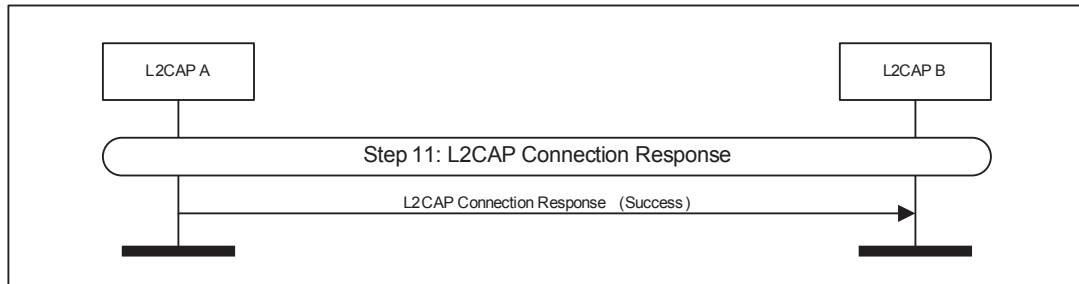 L2CAP A
L2CAP B
Step 11: L2CAP Connection Response
L2CAP Connection Response (Success)